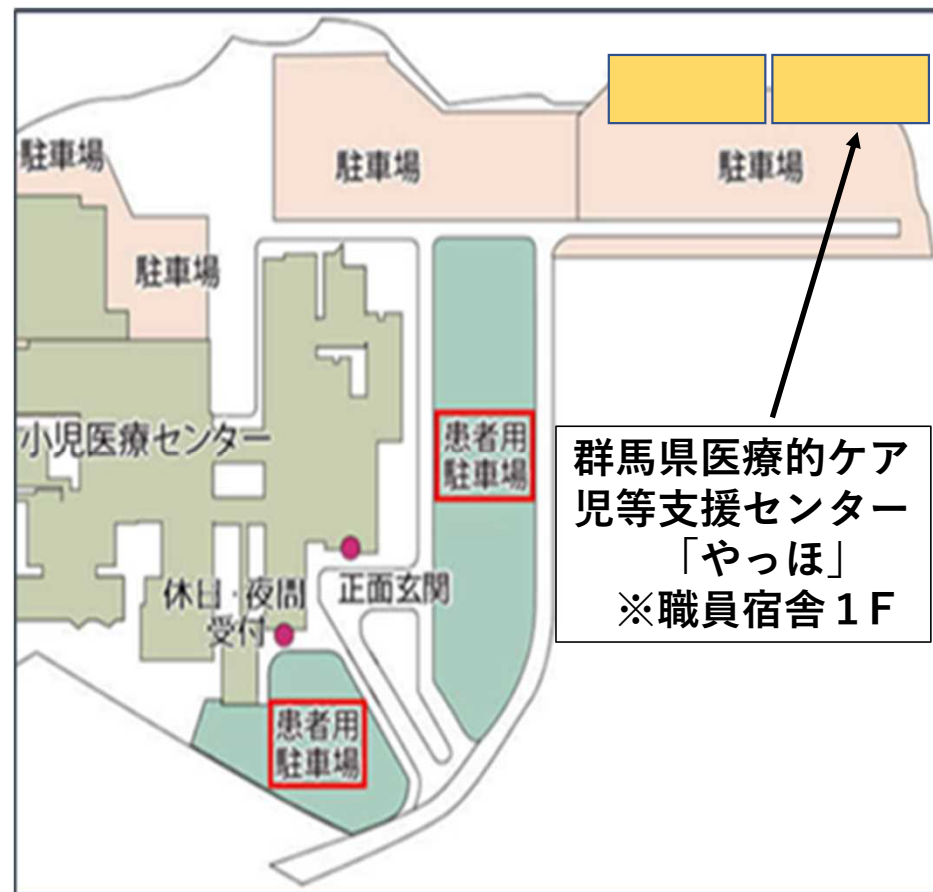 駐車場
駐車場
駐車場
駐車場
小児医療センター
患者用
駐車場
群馬県医療的ケア
児等支援センター
「やっほ」
※職員宿舎１F
休日・夜間
受付
正面玄関
患者用
駐車場